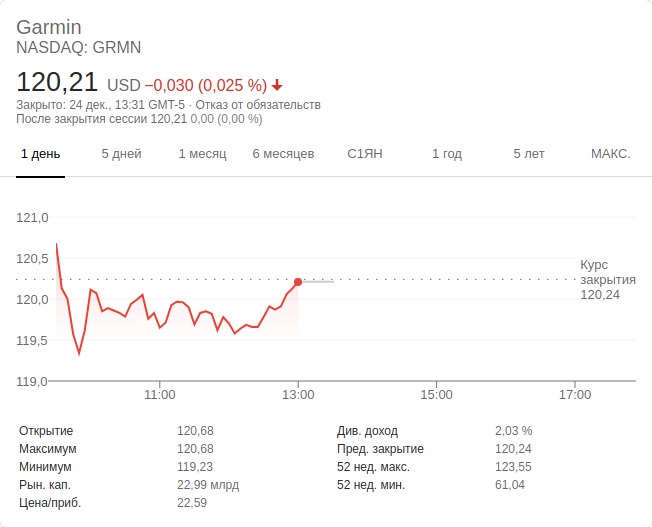 Garmin
NASDAQ: GRMN
120,21 USD −0,030 (0,025 %)
Закрыто: 24 дек., 13:31 GMT-5 · Отказ от обязательств
После закрытия сессии 120,21 0,00 (0,00 %)
1 день 5 дней 1 месяц 6 месяцев С1ЯН 1 год 5 лет МАКС.
121,0
120,5
120,0
119,5
119,0
Курс
закрытия
120,24
11:00 13:00 15:00 17:00
Открытие 120,68 Див. доход 2,03 %
Максимум 120,68 Пред. закрытие 120,24
Минимум 119,23 52 нед. макс. 123,55
Рын. кап. 22,99 млрд 52 нед. мин. 61,04
Цена/приб. 22,59